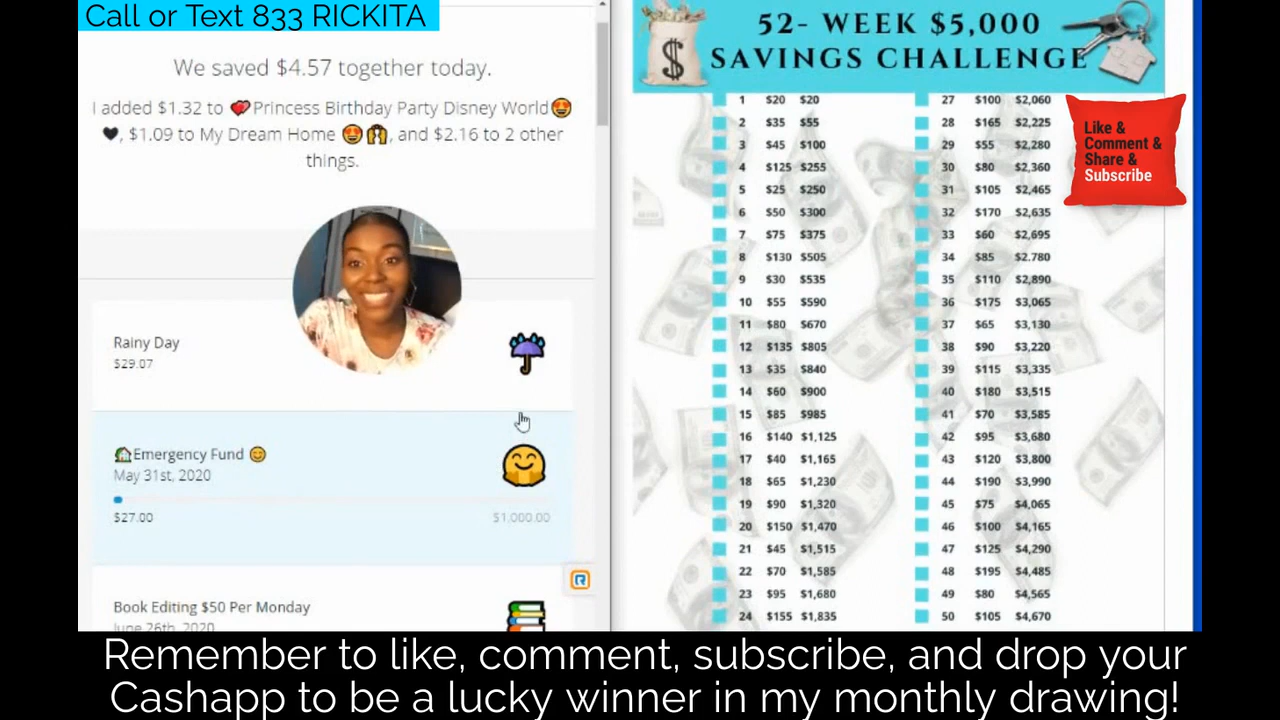 Call or Text 833 RICKITA
We saved $4.57 together today.
I added $1.32 to Princess Birthday Party Disney World
, $1.09 to My Dream Home , and $2.16 to 2 other
things.
Rainy Day
$29.07
Emergency Fund
May 31st, 2020
$27.00 $1,000.00
Book Editing $50 Per Monday
June 26th, 2020
52- WEEK $5,000
SAVINGS CHALLENGE
1 $20 $20
2 $35 $55
3 $45 $100
4 $125 $255
5 $25 $250
6 $50 $300
7 $75 $375
8 $130 $505
9 $30 $535
10 $55 $590
11 $80 $670
12 $135 $805
13 $35 $840
14 $60 $900
15 $85 $985
16 $140 $1,125
17 $40 $1,165
18 $65 $1,230
19 $90 $1,320
20 $150 $1,470
21 $45 $1,515
22 $70 $1,585
23 $95 $1,680
24 $155 $1,835
27 $100 $2,060
28 $165 $2,225
29 $55 $2,280
30 $80 $2,360
31 $105 $2,465
32 $170 $2,635
33 $60 $2,695
34 $85 $2.780
35 $110 $2,890
36 $175 $3,065
37 $65 $3,130
38 $90 $3,220
39 $115 $3,335
40 $180 $3,515
41 $70 $3,585
42 $95 $3,680
43 $120 $3,800
44 $190 $3,990
45 $75 $4,065
46 $100 $4,165
47 $125 $4,290
48 $195 $4,485
49 $80 $4,565
50 $105 $4,670
Like &
Comment &
Share &
Subscribe
Remember to like, comment, subscribe, and drop your
Cashapp to be a lucky winner in my monthly drawing!